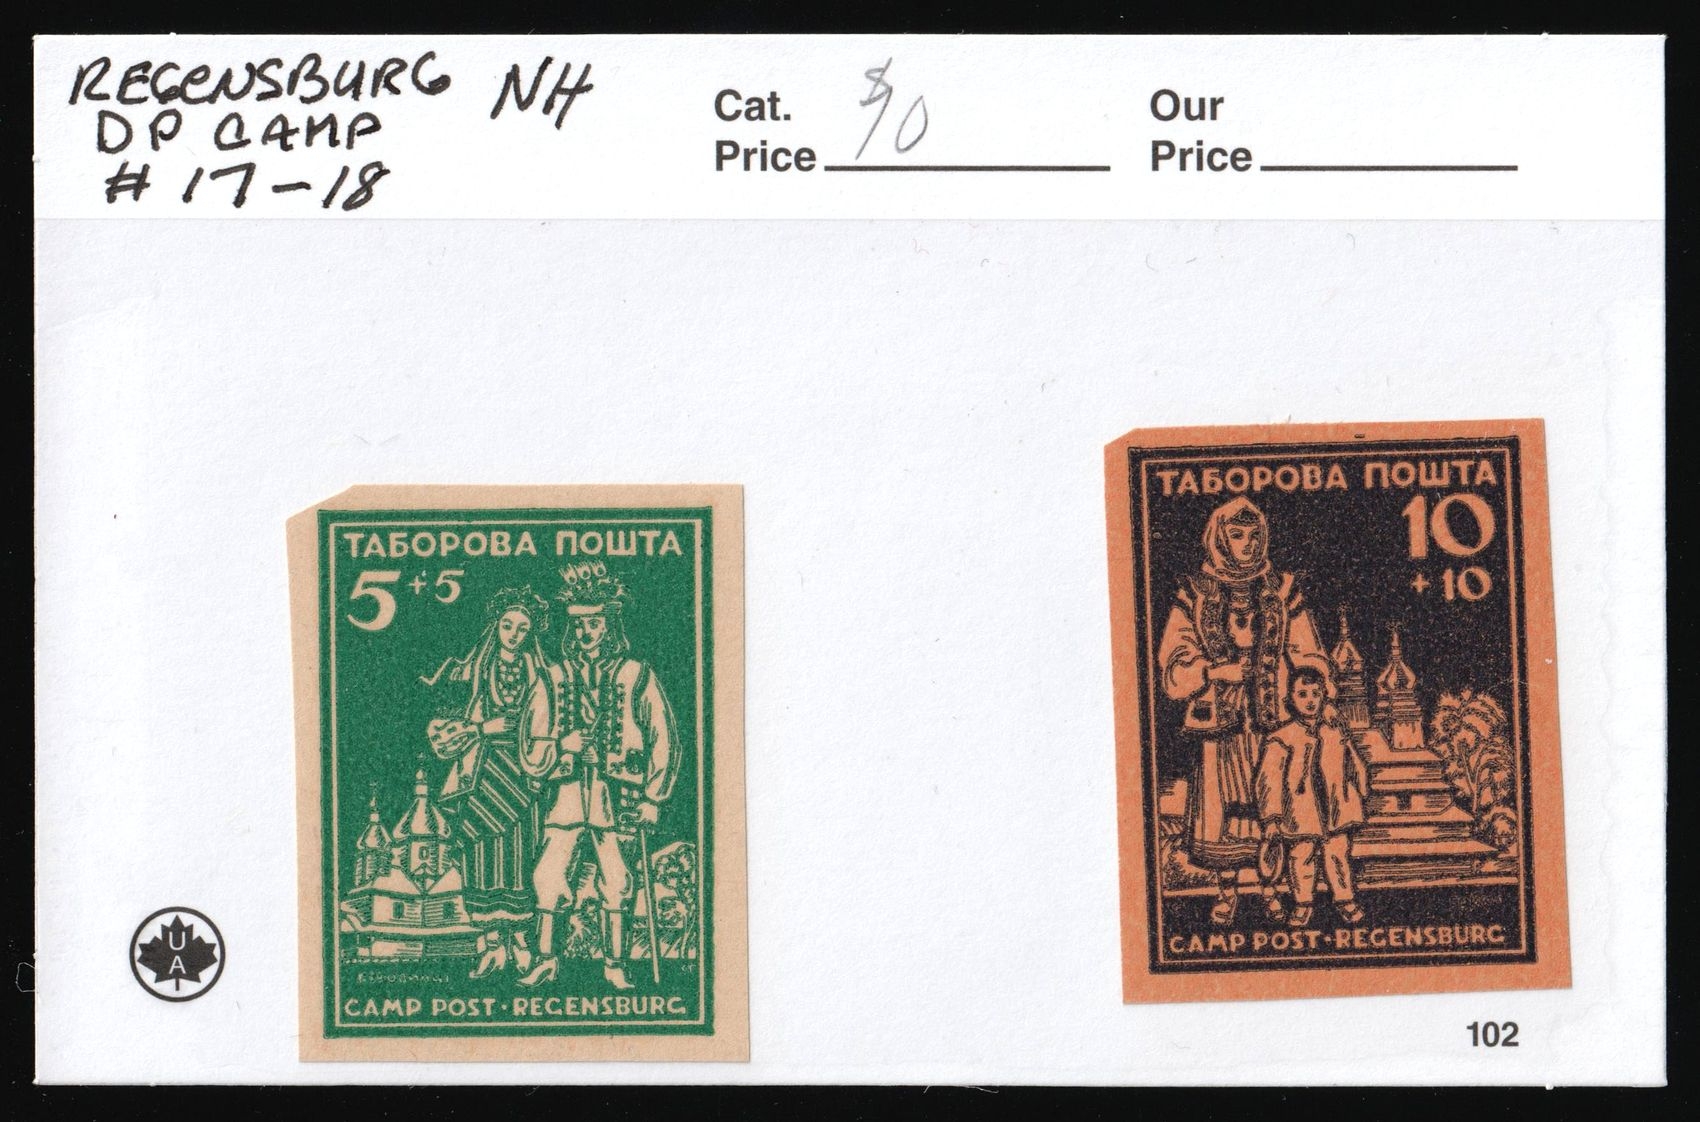 REGENSBURG NH
DP CAMP
# 17-18
Cat.
Price $90
Our
Price
ТАБОРОВА ПОШТА
5+5
CAMP POST·REGENSBURG
ТАБОРОВА ПОШТА
10
+10
CAMP POST·REGENSBURG
U
A
102